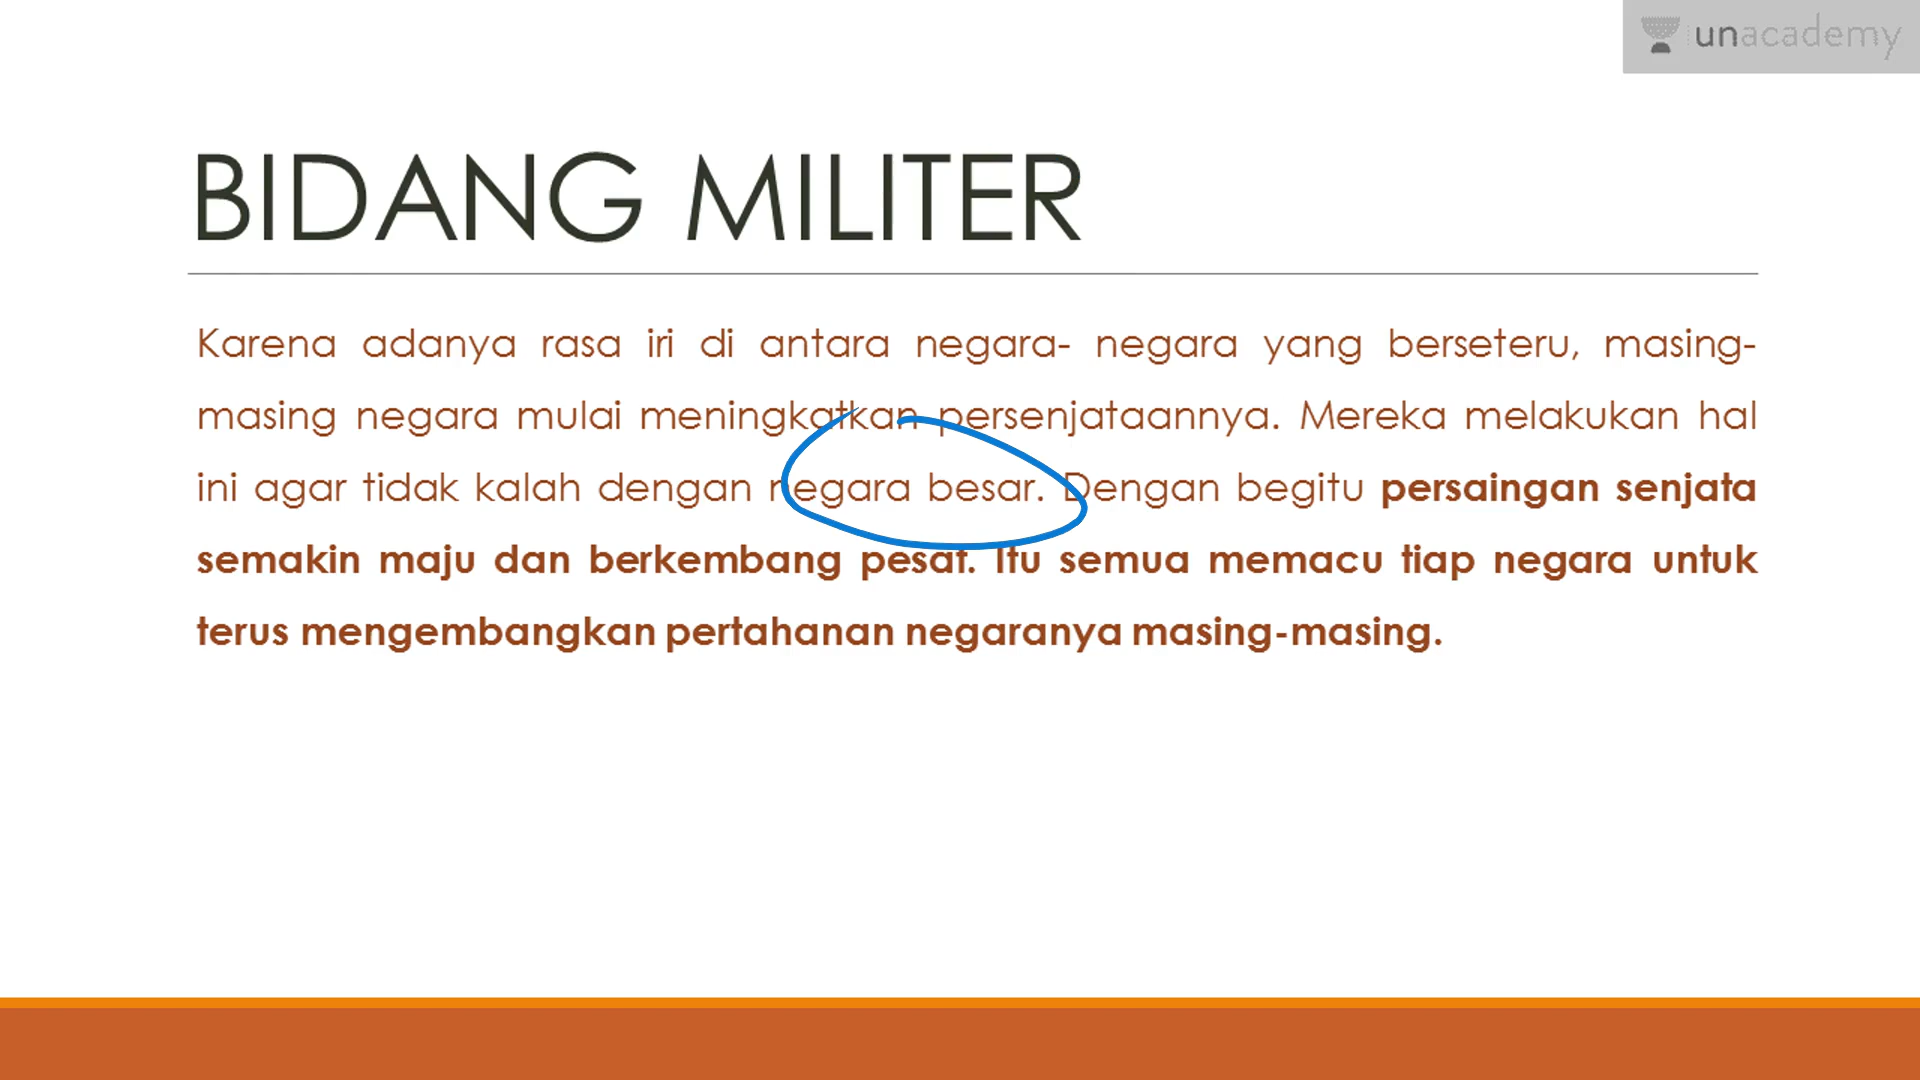 unacademy
BIDANG MILITER
Karena adanya rasa iri di antara negara- negara yang berseteru, masing-
masing negara mulai meningkatkan persenjataannya. Mereka melakukan hal
ini agar tidak kalah dengan negara besar. Dengan begitu persaingan senjata
semakin maju dan berkembang pesat. Itu semua memacu tiap negara untuk
terus mengembangkan pertahanan negaranya masing-masing.